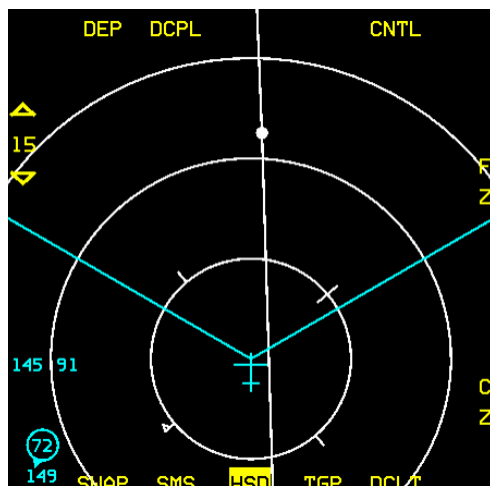 DEP DCPL CNTL
15
F
Z
145 91
C
Z
72
149
SWAP SMS HSD TGP DCLT